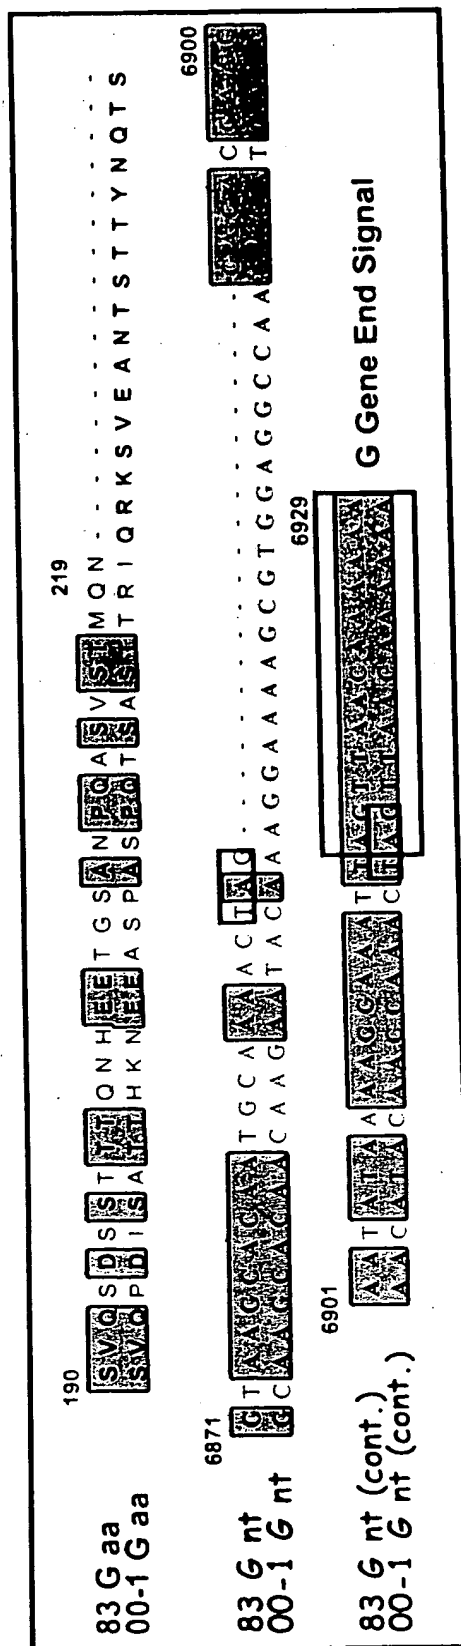 190 219
83 G aa S V Q S D S S T T T Q N H E E T G S A N P Q A S V S T M Q N - - - - - - - - - - - - - - - - -
00-1 G aa S V Q P D I S A T T H K N E E A S P A S P Q T S A S T T R I Q R K S V E A N T S T T Y N Q T S
6871 6900
83 G nt G T A A G C A C A A T G C A A A A C T A G - - - - - - - - - - - - - - - - - - - - C
00-1 G nt G C A A G C A C A A C A A G A A T A C A A A G G A A A A G C G T G G A G G C C A A T
6901 6929
83 G nt (cont.) A A T A T A A A A G G A A A T T A G T T A A C A A A A A A
00-1 G nt (cont.) A A C A T A C A A G C A A A C T A G T T A A C A A A A A A
G Gene End Signal